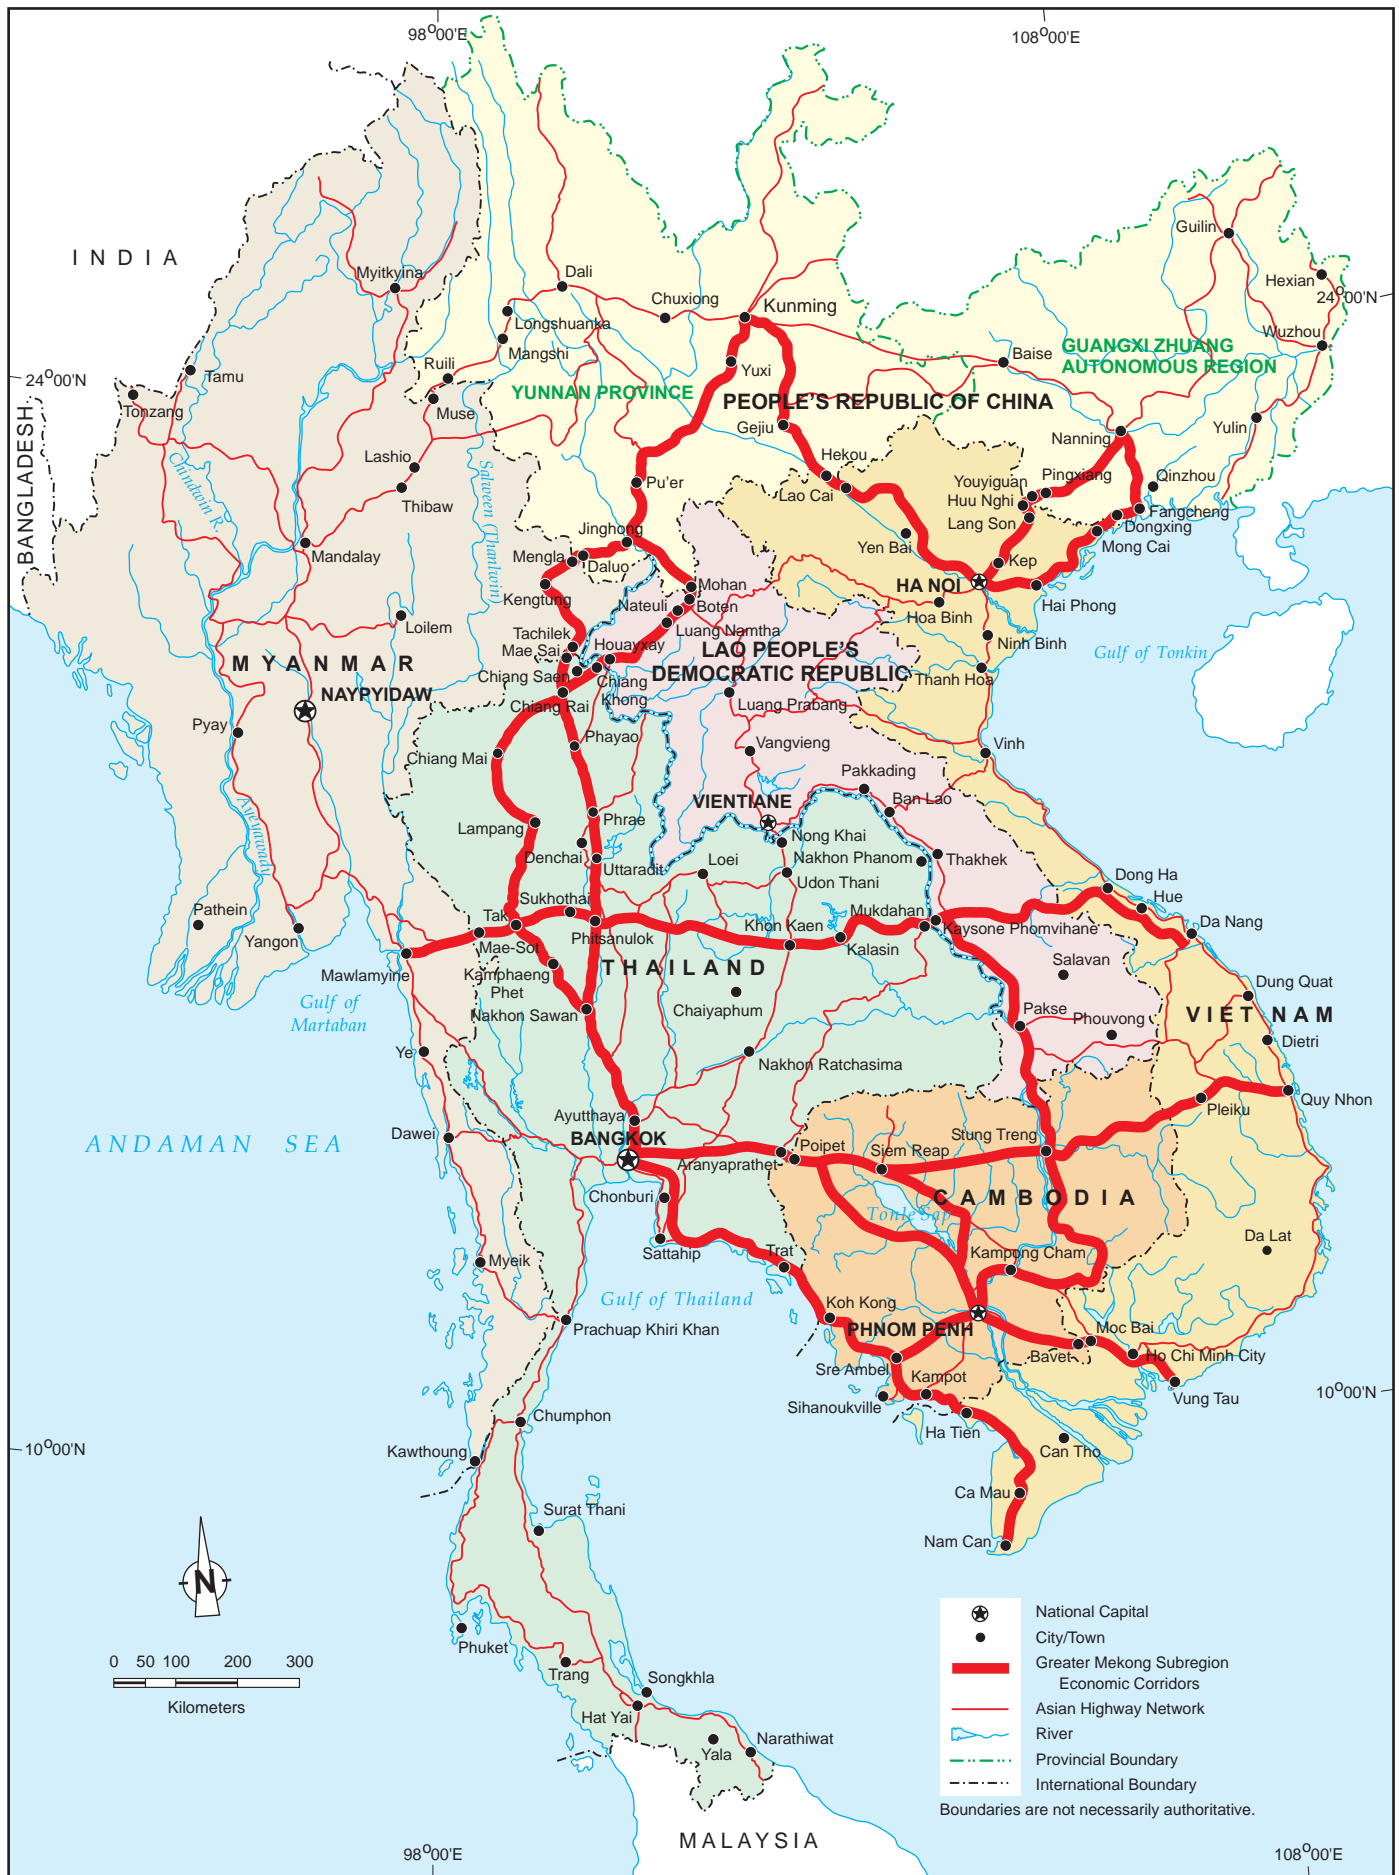 98°00'E
108°00'E
INDIA
Guilin
Myitkyina
Dali
Hexian
24°00'N
Chuxiong
Kunming
Longshuanka
Wuzhou
Mangshi
GUANGXI ZHUANG
AUTONOMOUS REGION
Baise
Ruili
Yuxi
24°00'N
Tamu
YUNNAN PROVINCE
PEOPLE'S REPUBLIC OF CHINA
Tonzang
Muse
Gejiu
Nanning
Yulin
BANGLADESH
Lashio
Hekou
Chindwin R.
Salween (Thanlwin)
Pu'er
Lao Cai
Youyiguan
Pingxiang
Qinzhou
Thibaw
Huu Nghi
Fangcheng
Lang Son
Dongxing
Jinghong
Mandalay
Yen Bai
Mong Cai
Mengla
Daluo
Kep
Mohan
HA NOI
Kengtung
Nateuli
Boten
Hai Phong
Loilem
Hoa Binh
Luang Namtha
Tachilek
Houayxay
Ninh Binh
Mae Sai
LAO PEOPLE'S
DEMOCRATIC REPUBLIC
Gulf of Tonkin
MYANMAR
Chiang Saen
Chiang
Khong
Thanh Hoa
NAYPYIDAW
Chiang Rai
Luang Prabang
Pyay
Phayao
Vangvieng
Vinh
Chiang Mai
Pakkading
VIENTIANE
Ban Lao
Ayeyawady
Lampang
Phrae
Nong Khai
Denchai
Loei
Nakhon Phanom
Thakhek
Uttaradit
Udon Thani
Dong Ha
Sukhothai
Hue
Pathein
Tak
Mukdahan
Da Nang
Yangon
Phitsanulok
Khon Kaen
Kaysone Phomvihane
Mae-Sot
Kalasin
Mawlamyine
Kamphaeng
Phet
THAILAND
Salavan
Dung Quat
Gulf of
Martaban
Chaiyaphum
Nakhon Sawan
Pakse
Phouvong
VIET NAM
Dietri
Ye
Nakhon Ratchasima
Quy Nhon
Pleiku
Ayutthaya
Dawei
BANGKOK
Stung Treng
ANDAMAN SEA
Poipet
Siem Reap
Aranyaprathet
Chonburi
CAMBODIA
Tonle Sap
Da Lat
Sattahip
Trat
Kampong Cham
Myeik
Gulf of Thailand
Koh Kong
Prachuap Khiri Khan
PHNOM PENH
Moc Bai
Bavet
Ho Chi Minh City
Sre Ambel
Kampot
Vung Tau
10°00'N
Sihanoukville
Chumphon
Ha Tien
10°00'N
Kawthoung
Can Tho
Ca Mau
Surat Thani
Nam Can
N
National Capital
City/Town
Phuket
0 50 100 200 300
Kilometers
Trang
Greater Mekong Subregion
Economic Corridors
Songkhla
Hat Yai
Asian Highway Network
River
Yala
Narathiwat
Provincial Boundary
International Boundary
Boundaries are not necessarily authoritative.
MALAYSIA
98°00'E
108°00'E